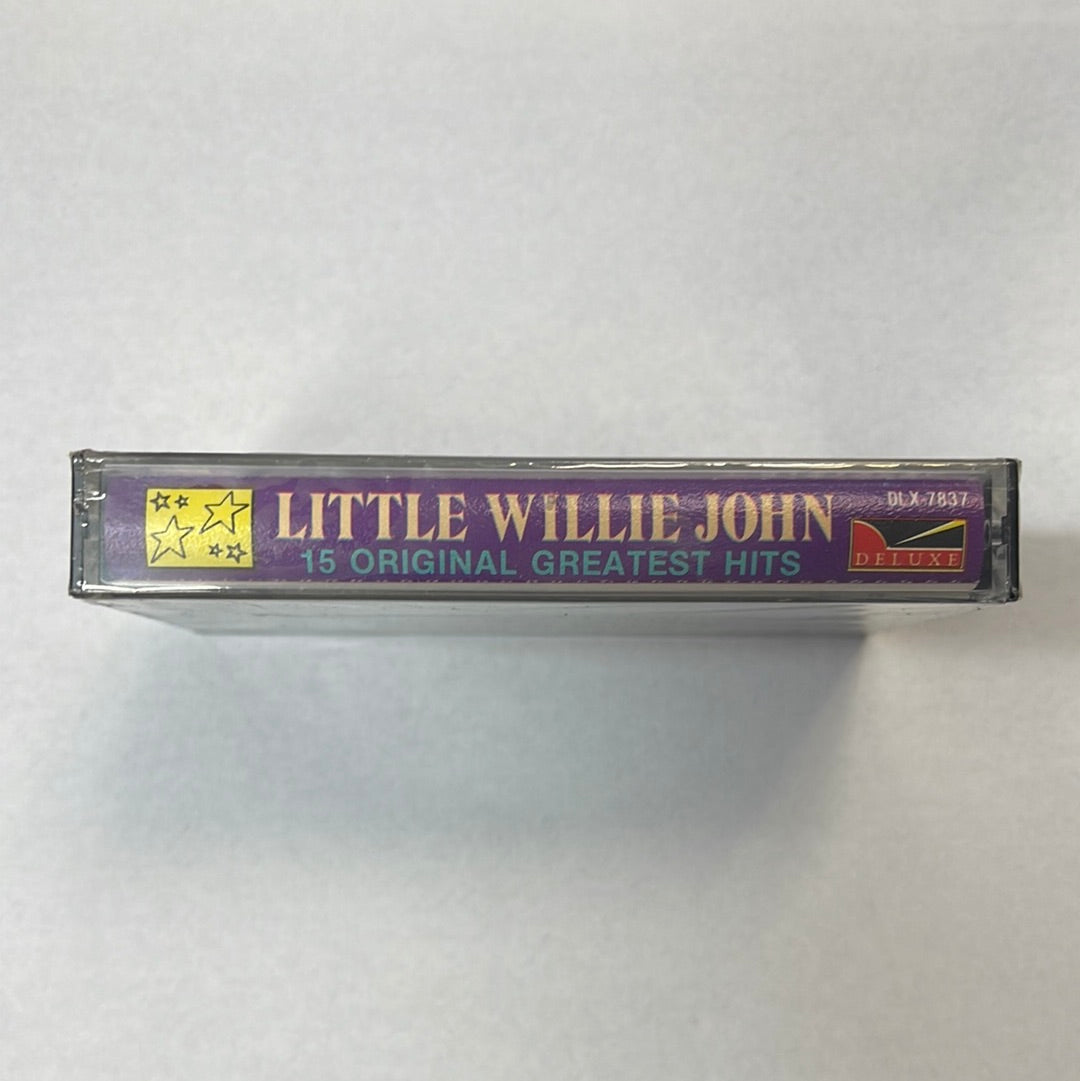 LITTLE WILLIE JOHN
15 ORIGINAL GREATEST HITS
DLX-7837
DELUXE